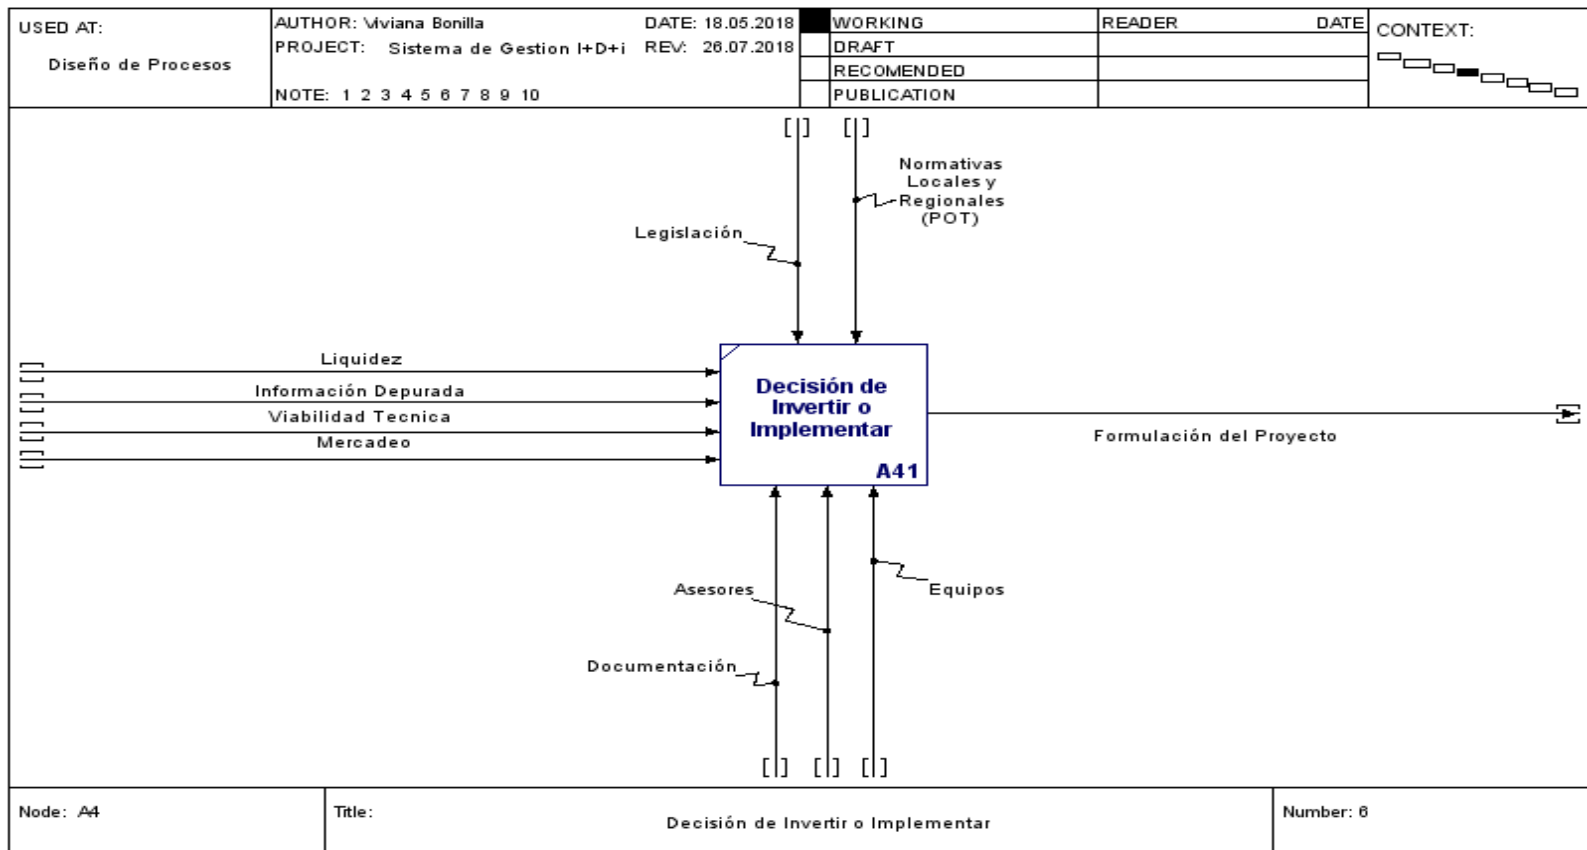 USED AT:
Diseño de Procesos
AUTHOR: Viviana Bonilla
DATE: 18.05.2018
PROJECT: Sistema de Gestion I+D+i
REV: 26.07.2018
NOTE: 1 2 3 4 5 6 7 8 9 10
WORKING
DRAFT
RECOMENDED
PUBLICATION
READER DATE
CONTEXT:
Normativas
Locales y
Regionales
(POT)
Legislación
Liquidez
Información Depurada
Viabilidad Tecnica
Mercadeo
Decisión de
Invertir o
Implementar
A41
Formulación del Proyecto
Asesores
Equipos
Documentación
Node: A4
Title:
Decisión de Invertir o Implementar
Number: 6